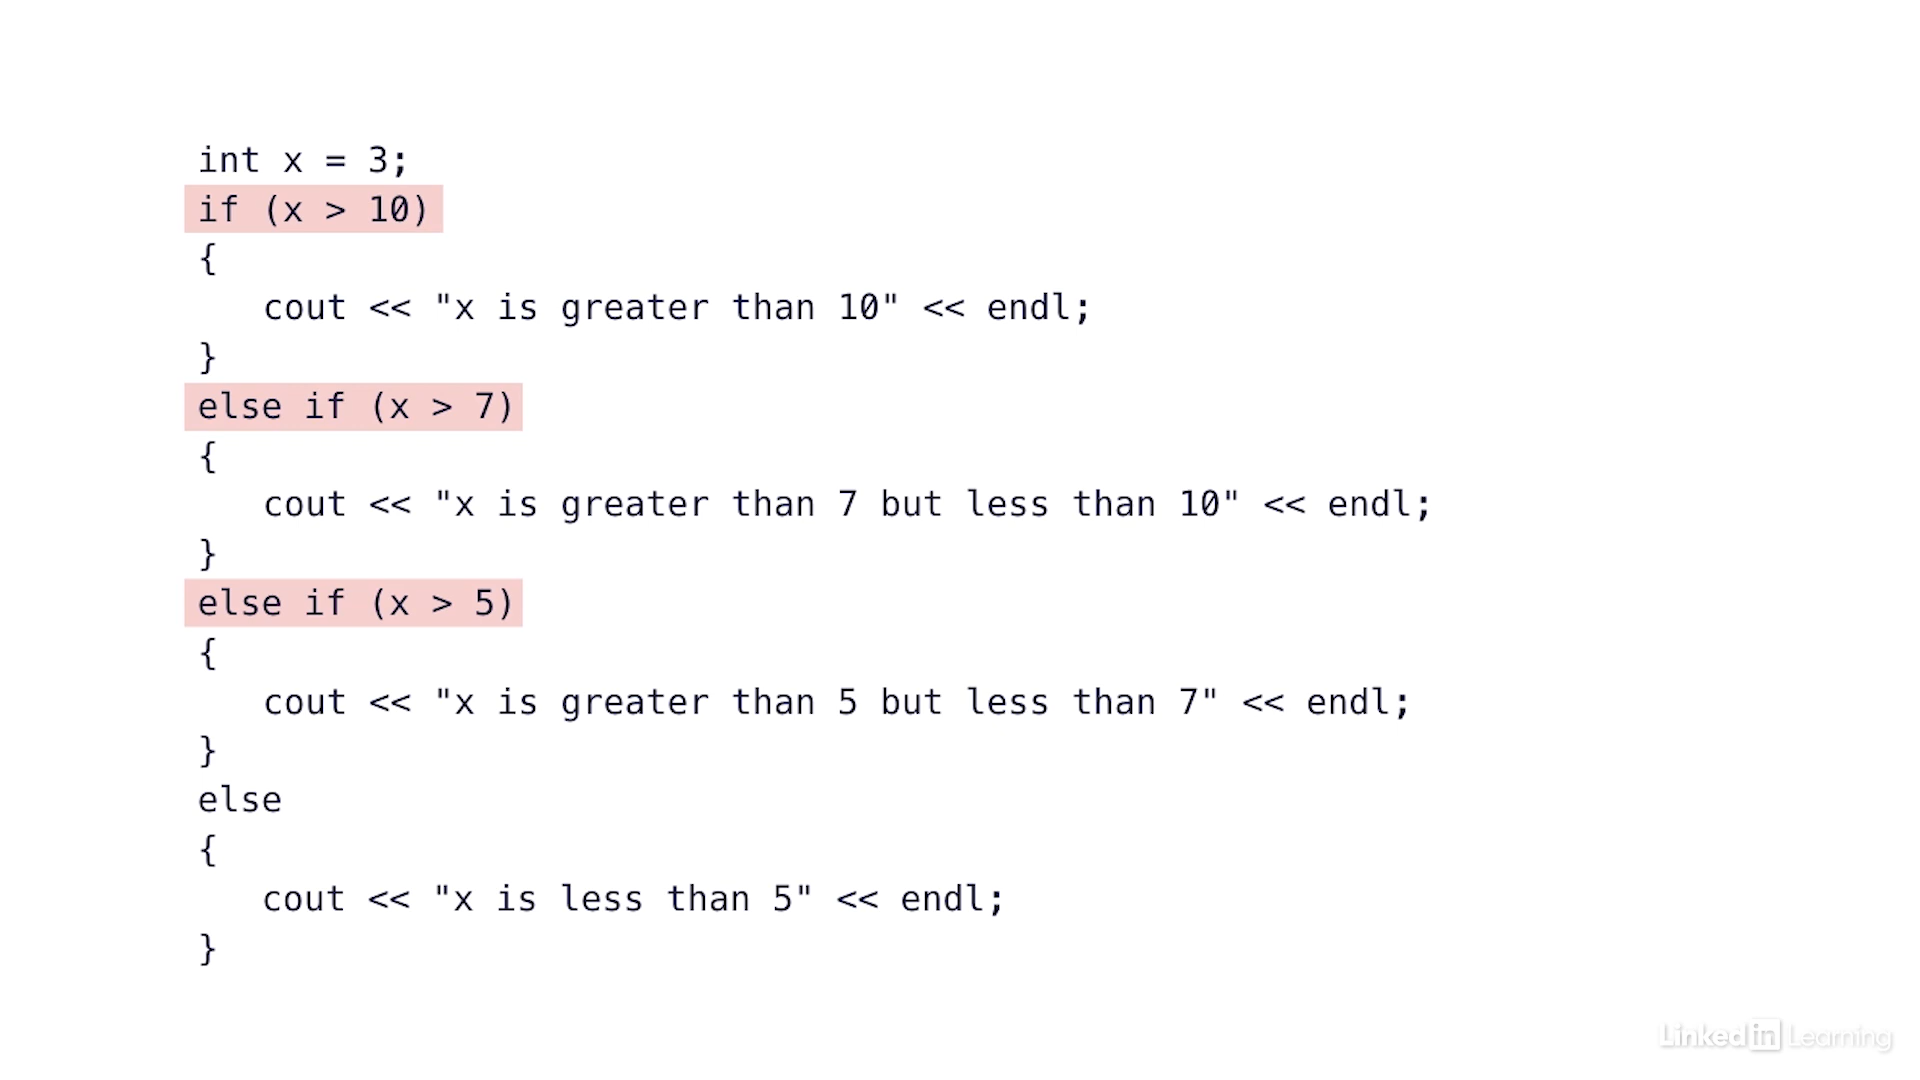 int x = 3;
if (x > 10)
{
   cout << "x is greater than 10" << endl;
}
else if (x > 7)
{
   cout << "x is greater than 7 but less than 10" << endl;
}
else if (x > 5)
{
   cout << "x is greater than 5 but less than 7" << endl;
}
else
{
   cout << "x is less than 5" << endl;
}
LinkedIn Learning